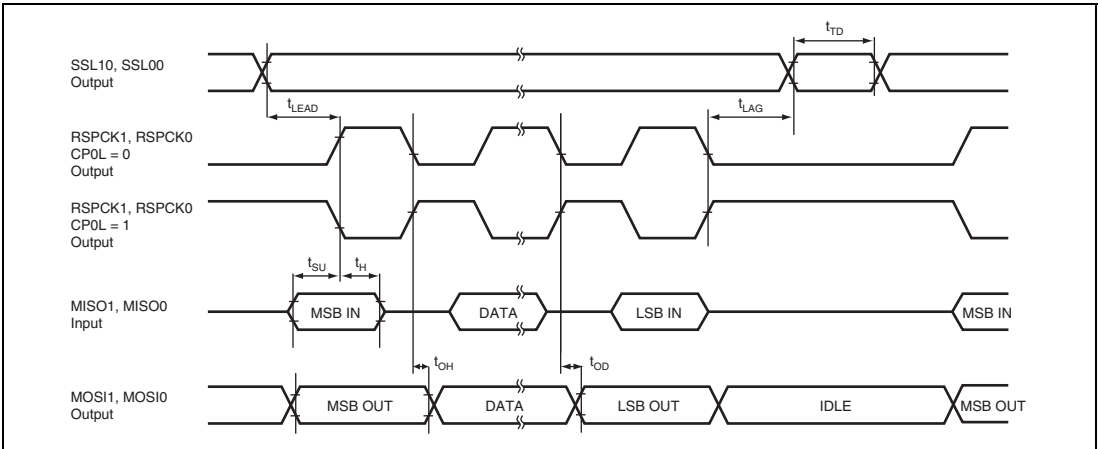 tTD
SSL10, SSL00
Output
tLEAD
tLAG
RSPCK1, RSPCK0
CP0L = 0
Output
RSPCK1, RSPCK0
CP0L = 1
Output
tSU
tH
MISO1, MISO0
Input
MSB IN
DATA
LSB IN
MSB IN
tOH
tOD
MOSI1, MOSI0
Output
MSB OUT
DATA
LSB OUT
IDLE
MSB OUT